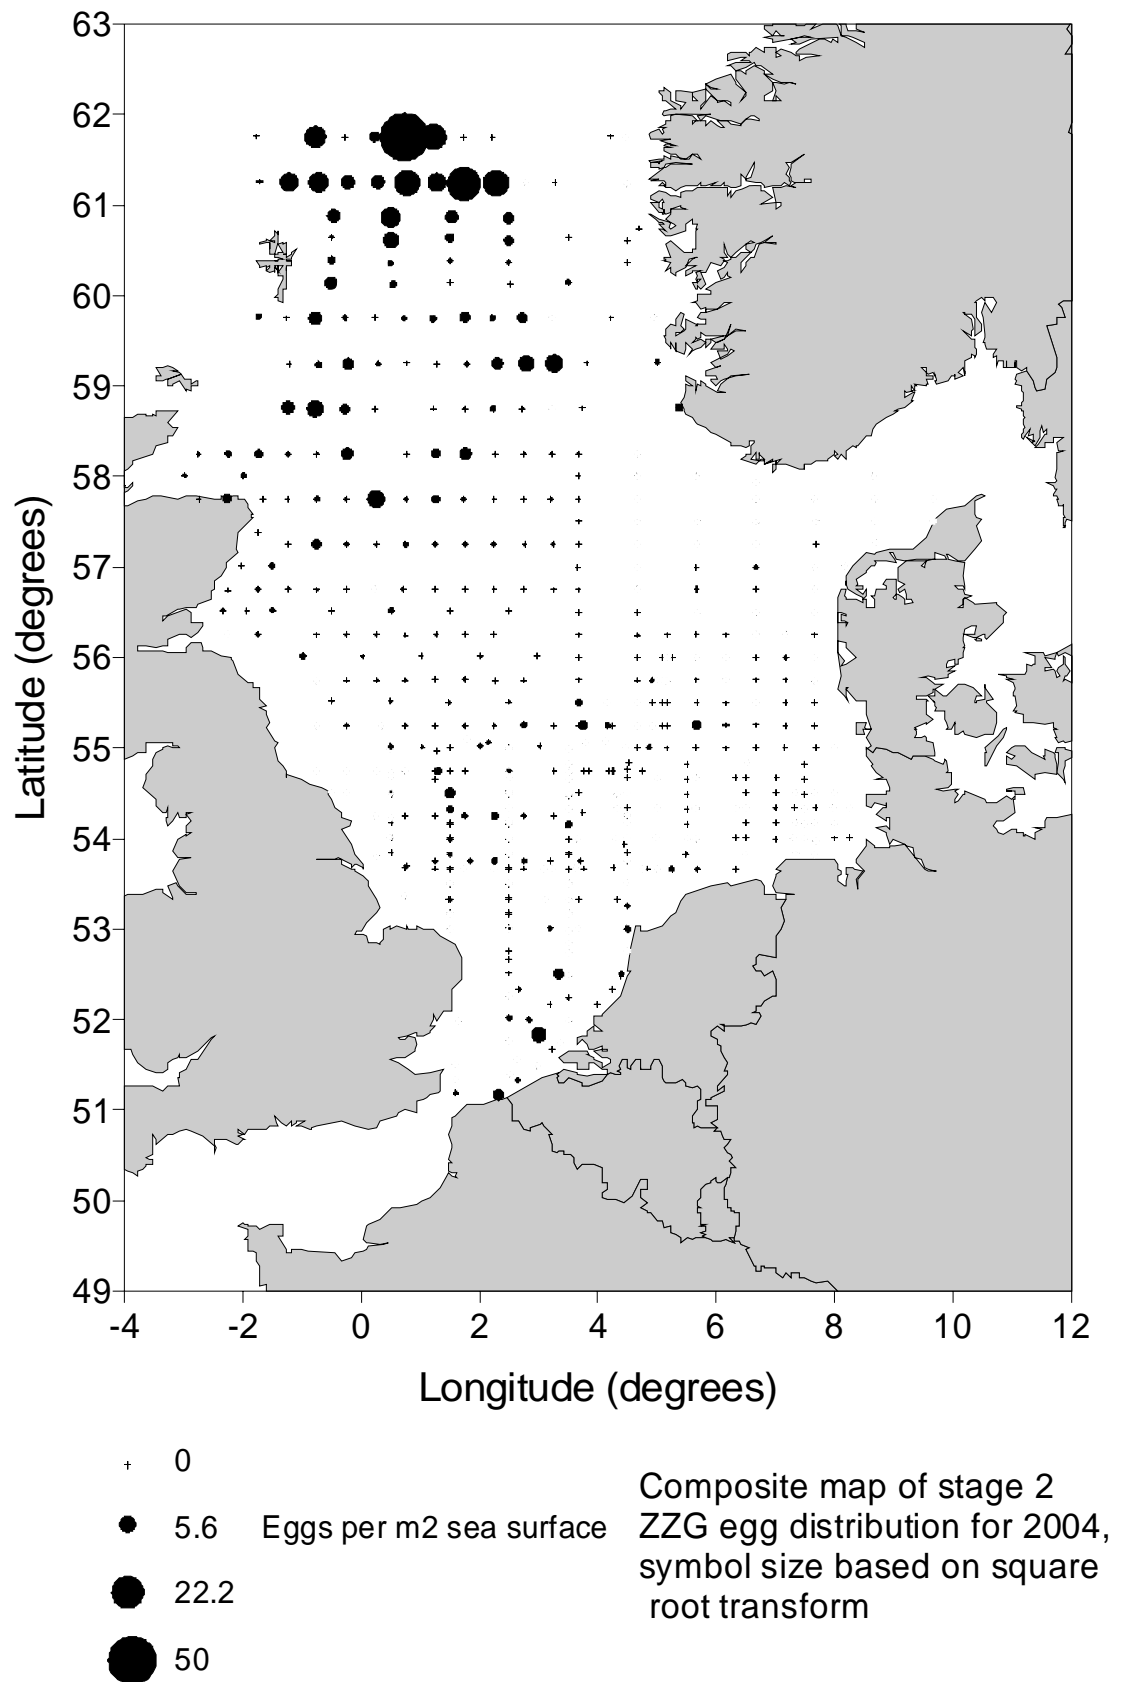 63
62
61
60
59
58
57
56
55
54
53
52
51
50
49
Latitude (degrees)
-4 -2 0 2 4 6 8 10 12
Longitude (degrees)
0
5.6 Eggs per m2 sea surface
22.2
50
Composite map of stage 2
ZZG egg distribution for 2004,
symbol size based on square
root transform